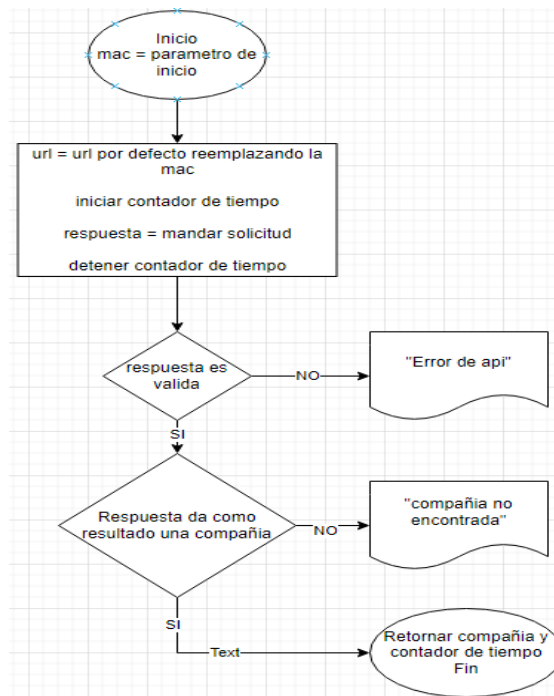 Inicio
mac = parametro de
inicio
url = url por defecto reemplazando la
mac
iniciar contador de tiempo
respuesta = mandar solicitud
detener contador de tiempo
respuesta es
valida
NO
"Error de api"
SI
Respuesta da como
resultado una compañia
NO
"compañia no
encontrada"
SI
Text
Retornar compañia y
contador de tiempo
Fin